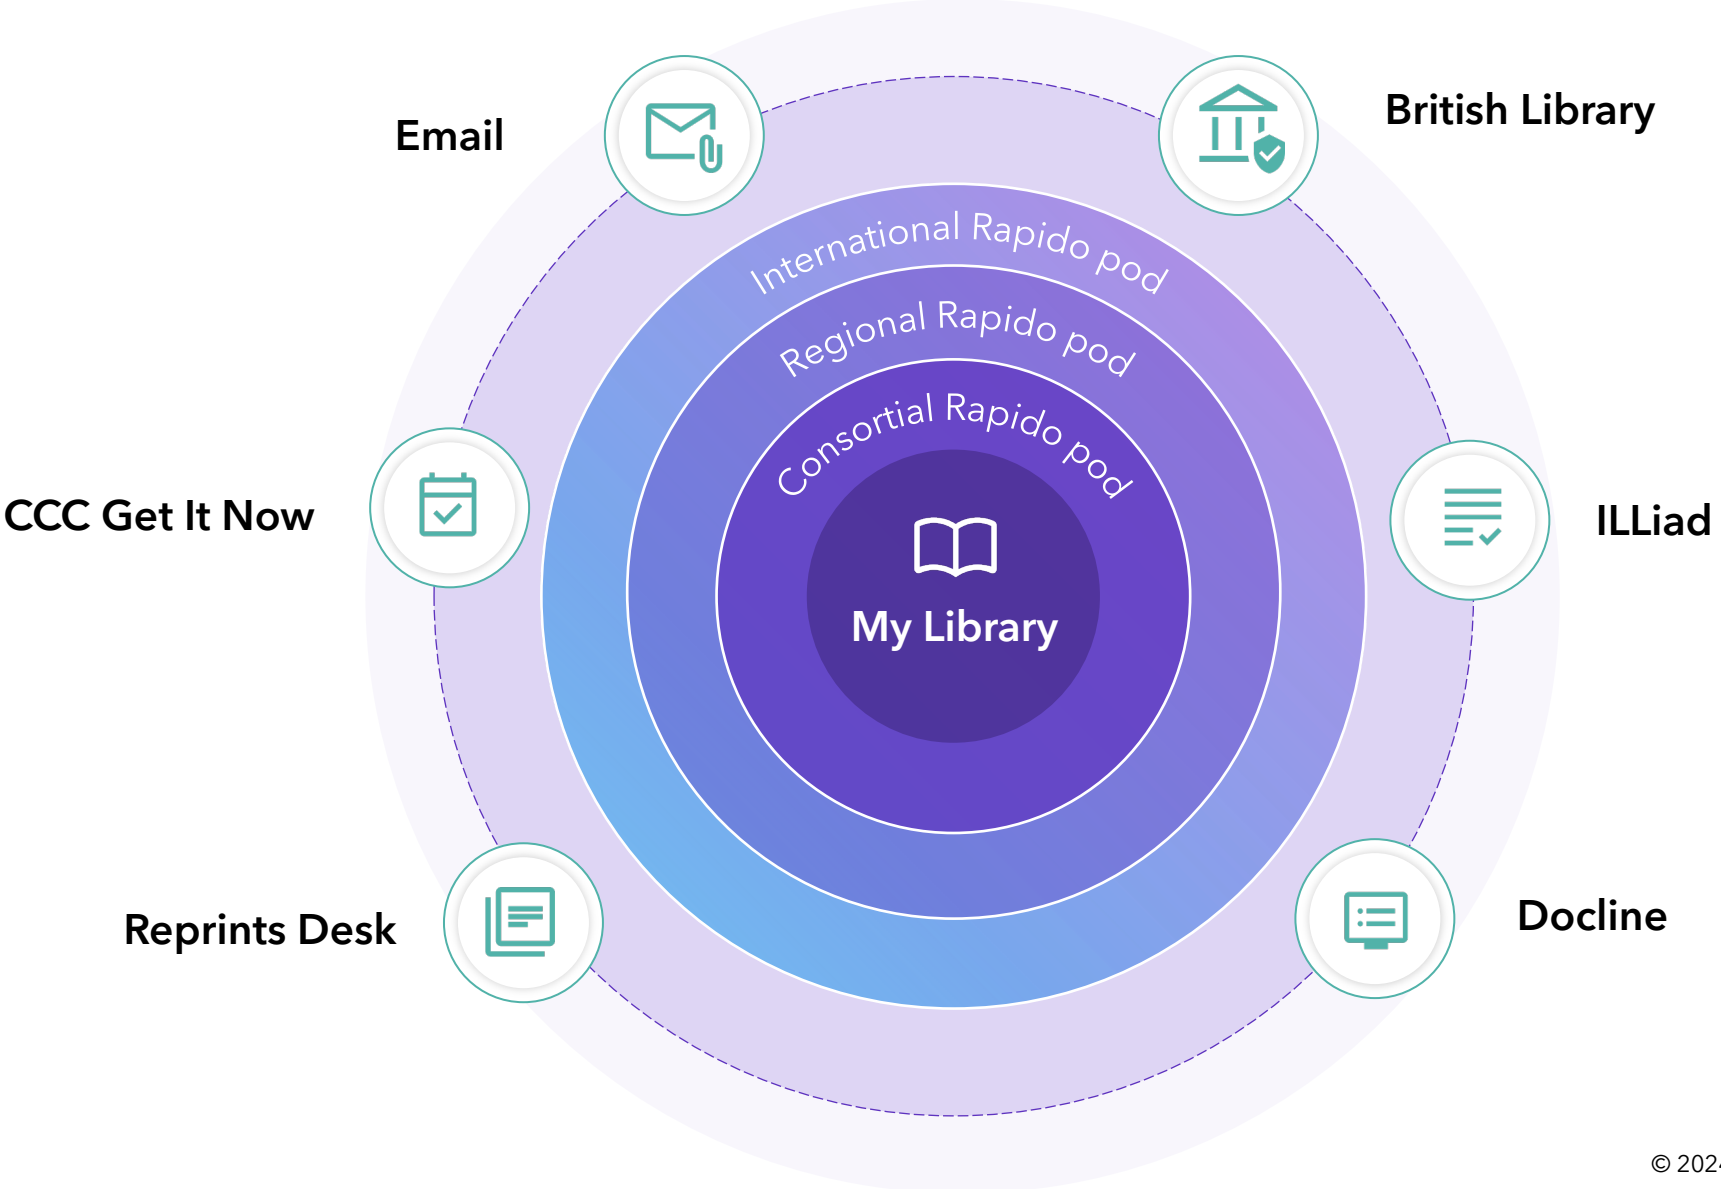 Email
British Library
International Rapido pod
Regional Rapido pod
Consortial Rapido pod
My Library
CCC Get It Now
ILLiad
Reprints Desk
Docline
© 2024